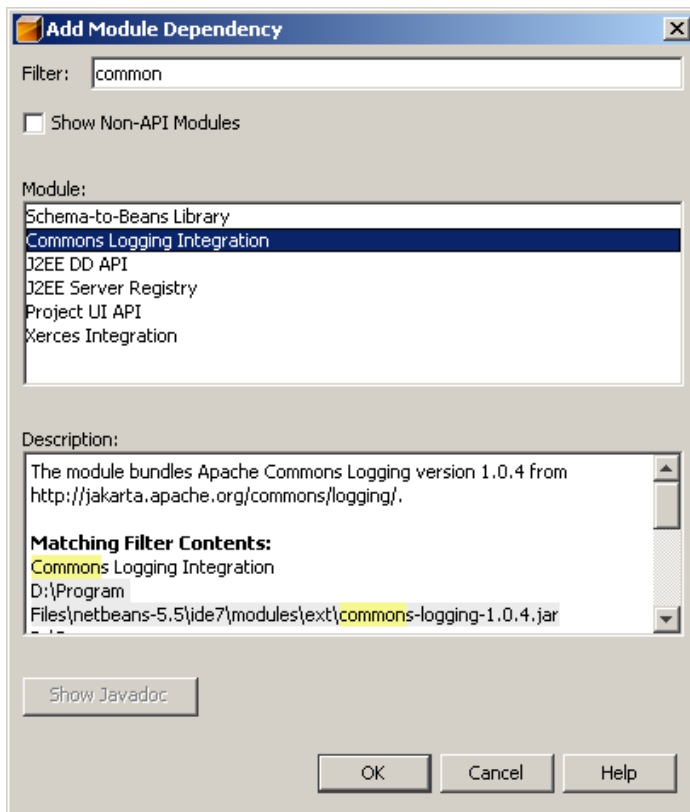 Add Module Dependency
Filter: common
Show Non-API Modules
Module:
Schema-to-Beans Library
Commons Logging Integration
J2EE DD API
J2EE Server Registry
Project UI API
Xerces Integration
Description:
The module bundles Apache Commons Logging version 1.0.4 from
http://jakarta.apache.org/commons/logging/.
Matching Filter Contents:
Commons Logging Integration
D:\Program
Files\netbeans-5.5\ide7\modules\ext\commons-logging-1.0.4.jar
Show Javadoc
OK Cancel Help